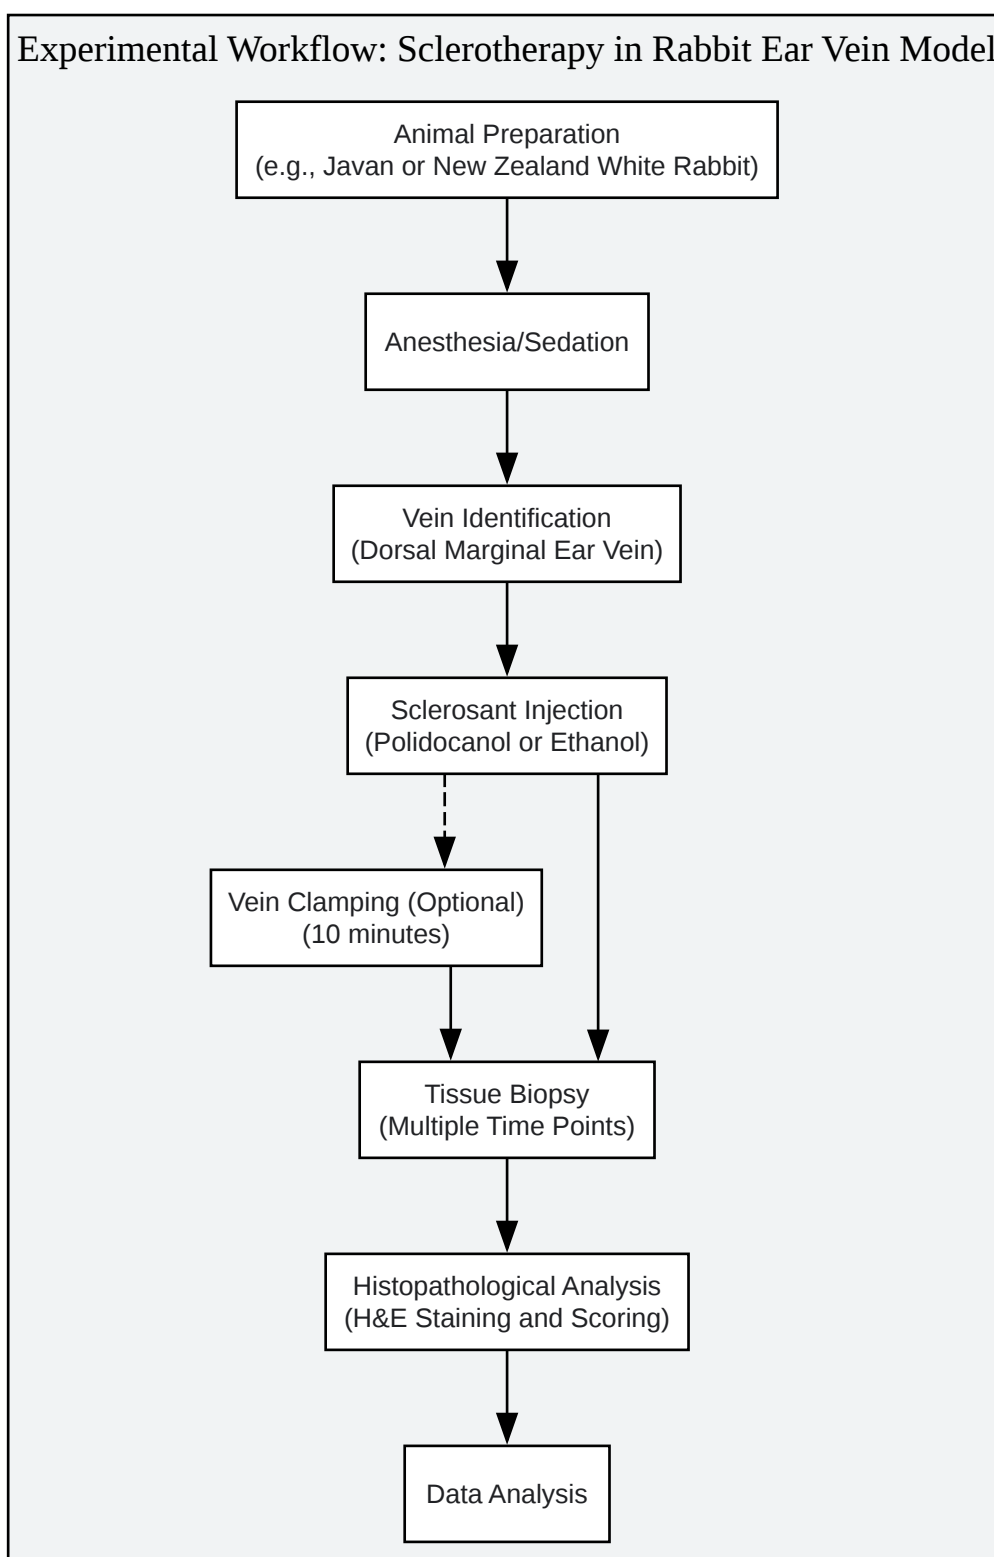 Experimental Workflow: Sclerotherapy in Rabbit Ear Vein Model
Animal Preparation
(e.g., Javan or New Zealand White Rabbit)
Anesthesia/Sedation
Vein Identification
(Dorsal Marginal Ear Vein)
Sclerosant Injection
(Polidocanol or Ethanol)
Vein Clamping (Optional)
(10 minutes)
Tissue Biopsy
(Multiple Time Points)
Histopathological Analysis
(H&E Staining and Scoring)
Data Analysis